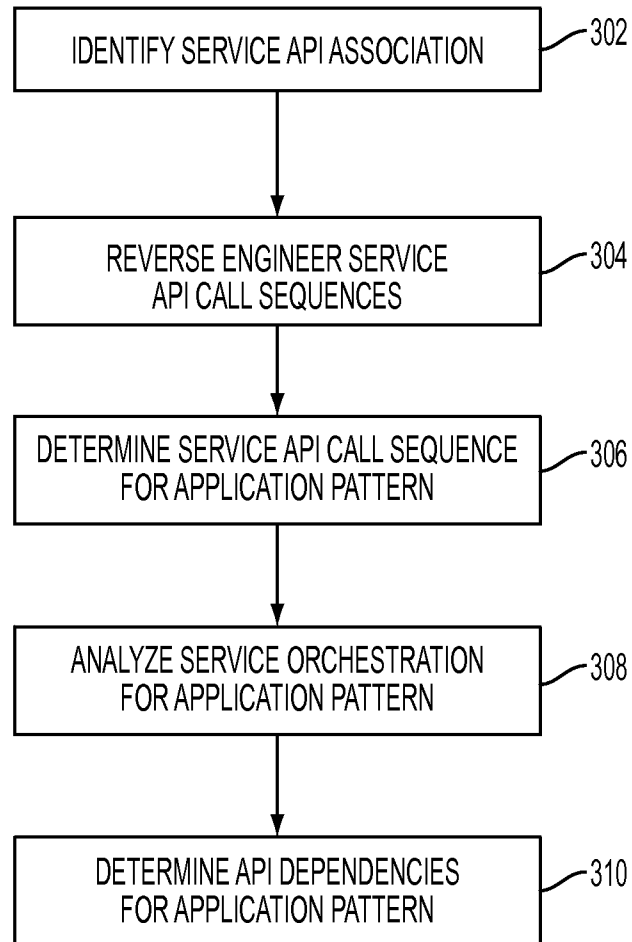 IDENTIFY SERVICE API ASSOCIATION
302
REVERSE ENGINEER SERVICE
API CALL SEQUENCES
304
DETERMINE SERVICE API CALL SEQUENCE
FOR APPLICATION PATTERN
306
ANALYZE SERVICE ORCHESTRATION
FOR APPLICATION PATTERN
308
DETERMINE API DEPENDENCIES
FOR APPLICATION PATTERN
310